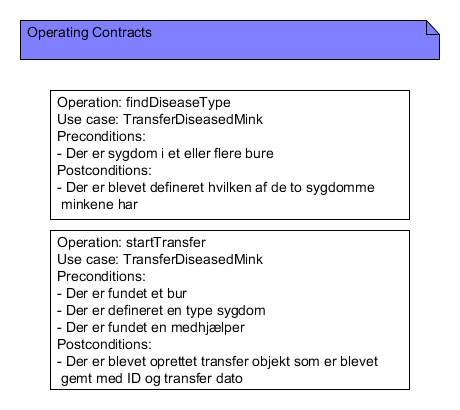 Operating Contracts
Operation: findDiseaseType
Use case: TransferDiseasedMink
Preconditions:
- Der er sygdom i et eller flere bure
Postconditions:
- Der er blevet defineret hvilken af de to sygdomme
minkene har
Operation: startTransfer
Use case: TransferDiseasedMink
Preconditions:
- Der er fundet et bur
- Der er defineret en type sygdom
- Der er fundet en medhjælper
Postconditions:
- Der er blevet oprettet transfer objekt som er blevet
gemt med ID og transfer dato